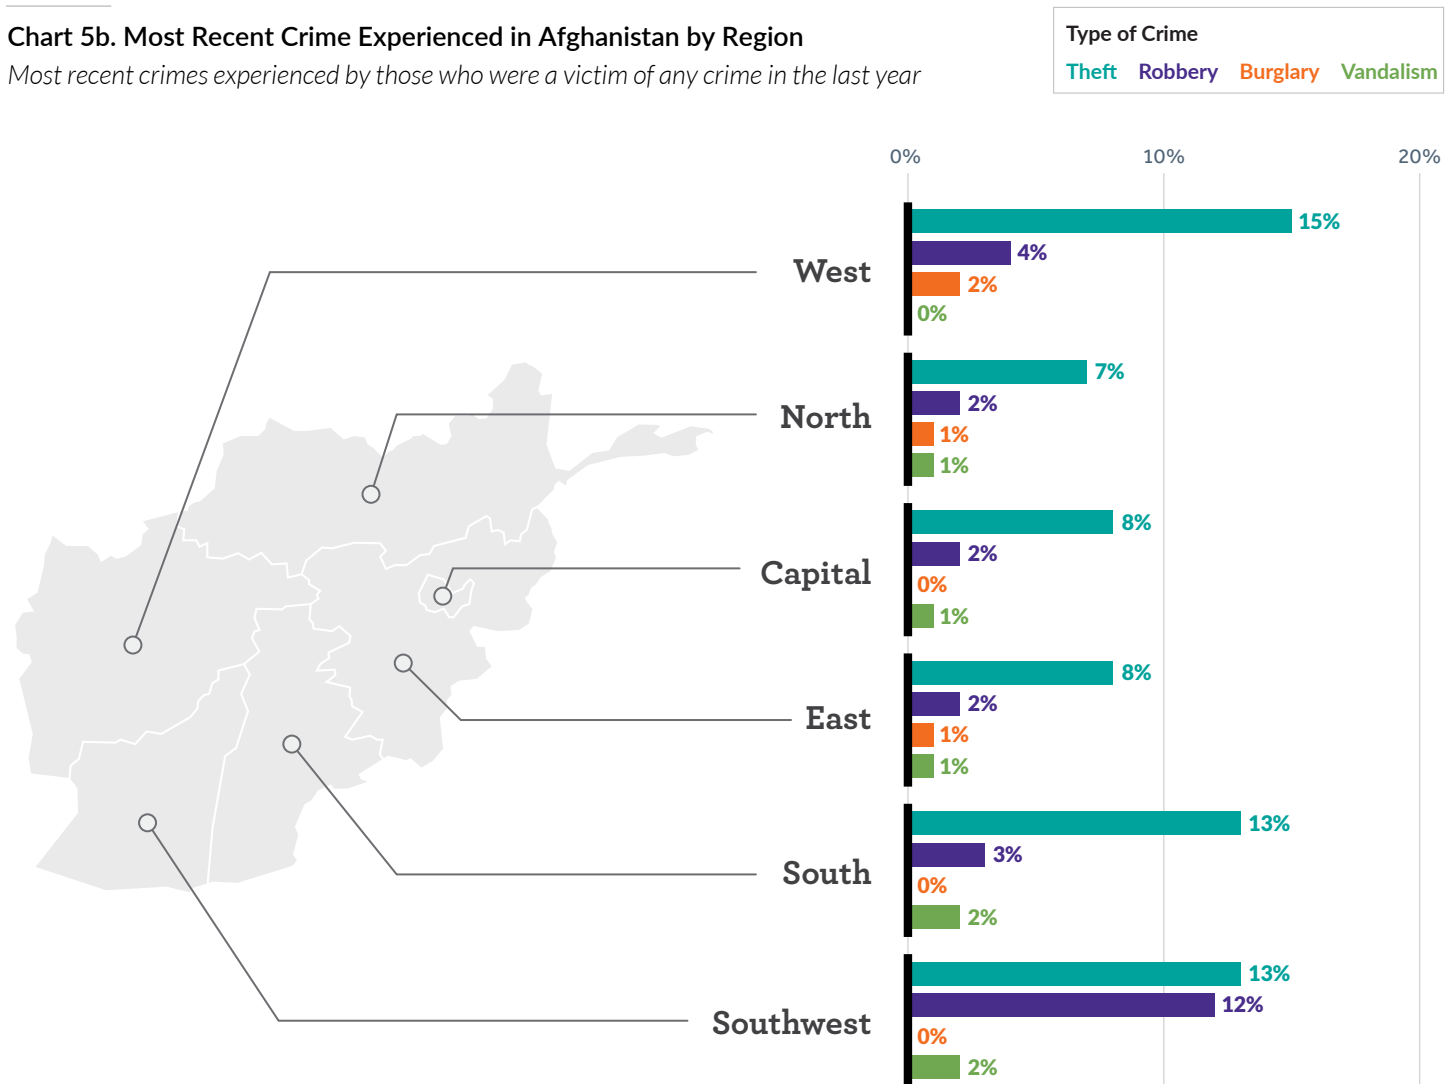 Chart 5b. Most Recent Crime Experienced in Afghanistan by Region
Most recent crimes experienced by those who were a victim of any crime in the last year
Type of Crime
Theft Robbery Burglary Vandalism
0% 10% 20%
West
15%
4%
2%
0%
North
7%
2%
1%
1%
Capital
8%
2%
0%
1%
East
8%
2%
1%
1%
South
13%
3%
0%
2%
Southwest
13%
12%
0%
2%